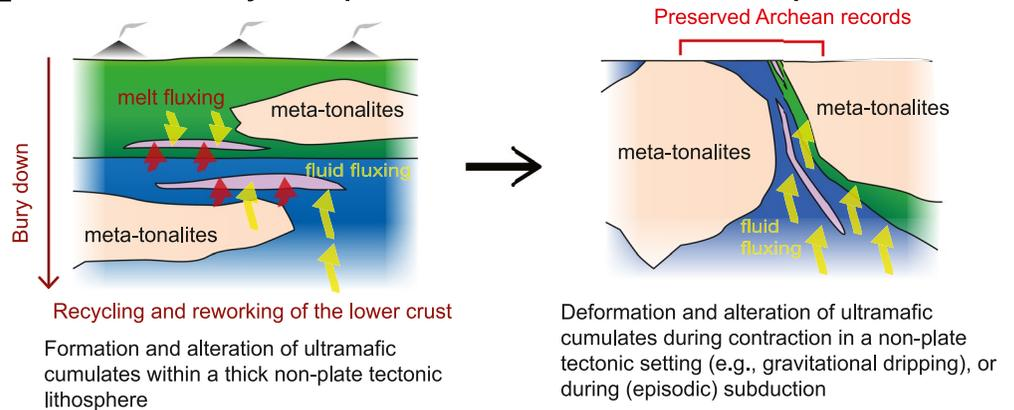 Preserved Archean records
melt fluxing
meta-tonalites
meta-tonalites
fluid fluxing
meta-tonalites
Bury down
meta-tonalites
fluid
fluxing
Recycling and reworking of the lower crust
Formation and alteration of ultramafic
cumulates within a thick non-plate tectonic
lithosphere
Deformation and alteration of ultramafic
cumulates during contraction in a non-plate
tectonic setting (e.g., gravitational dripping), or
during (episodic) subduction